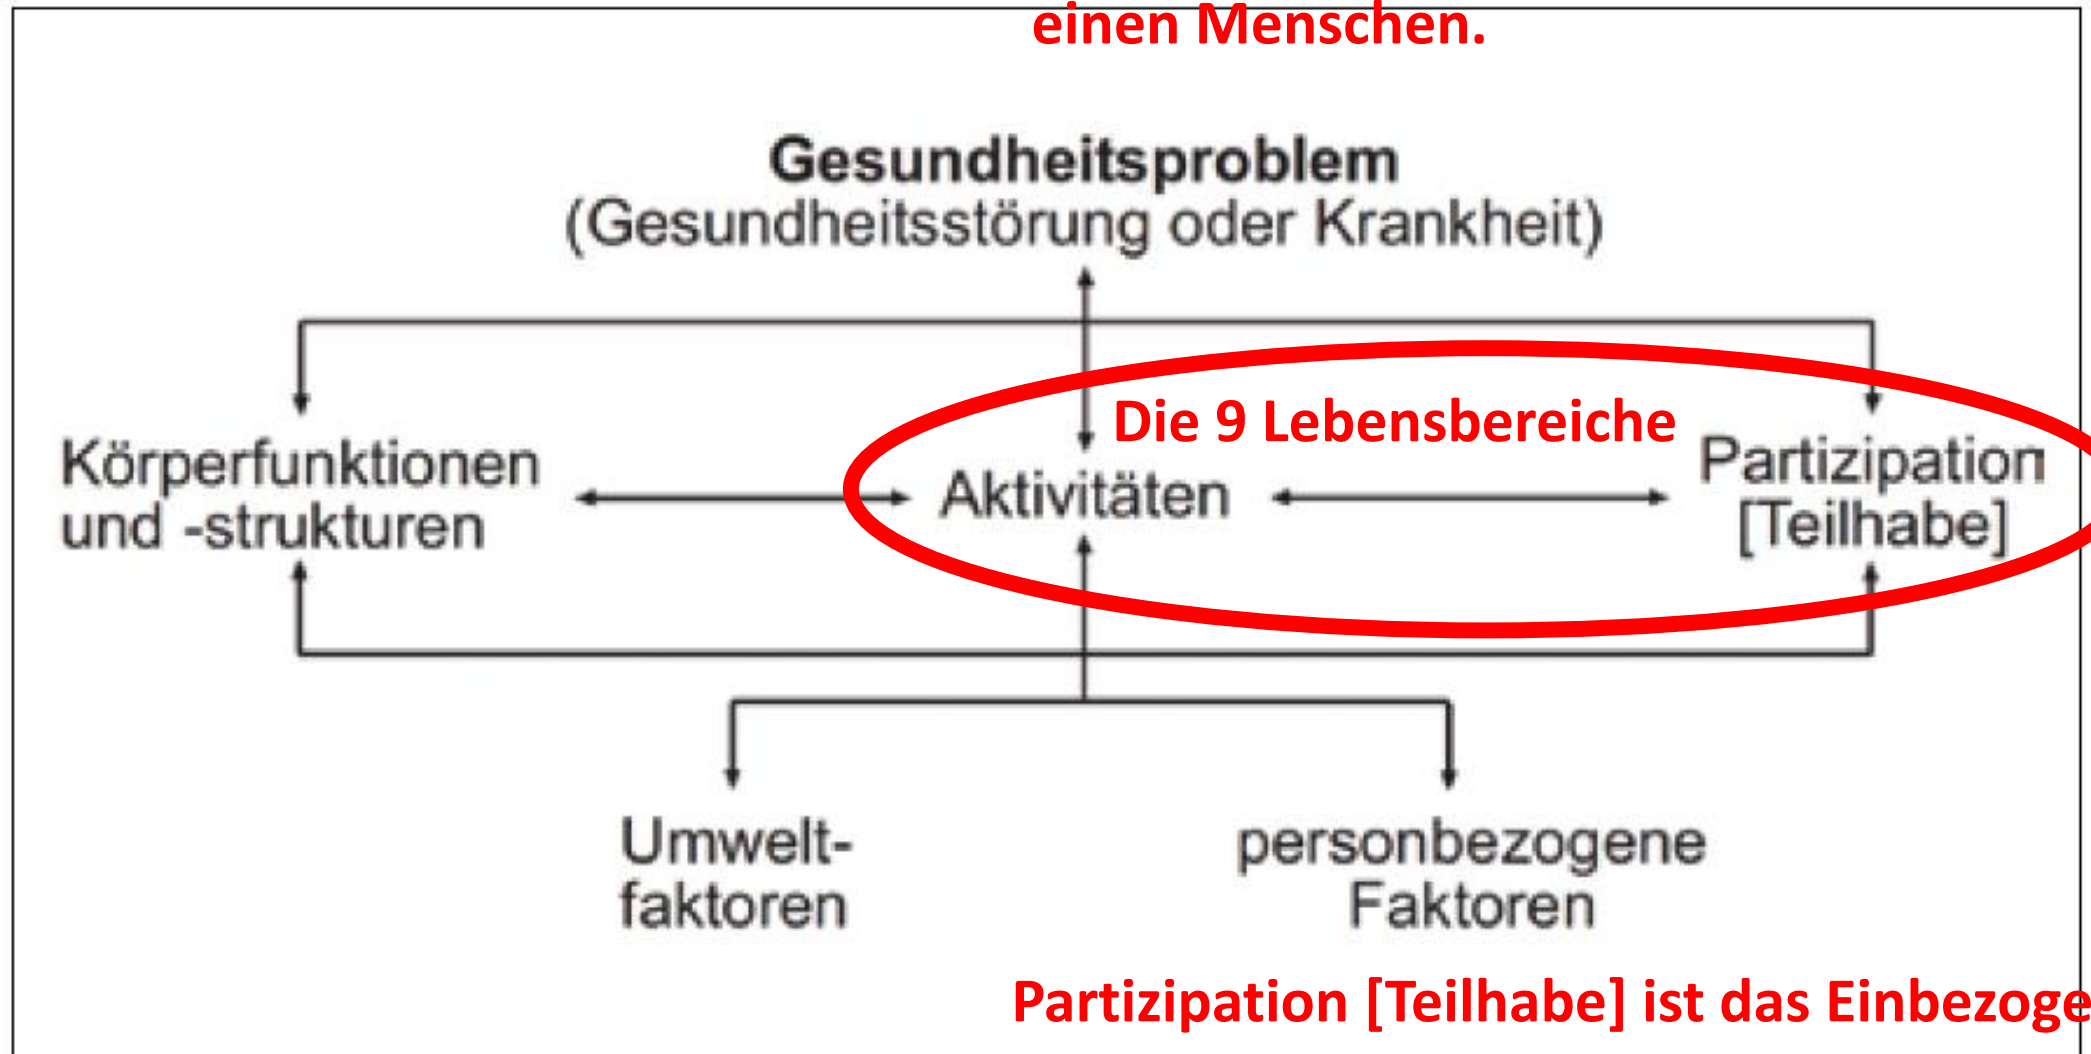 einen Menschen.
Gesundheitsproblem
(Gesundheitsstörung oder Krankheit)
Die 9 Lebensbereiche
Körperfunktionen
und -strukturen
Aktivitäten
Partizipation
[Teilhabe]
Umwelt-
faktoren
personbezogene
Faktoren
Partizipation [Teilhabe] ist das Einbezoge